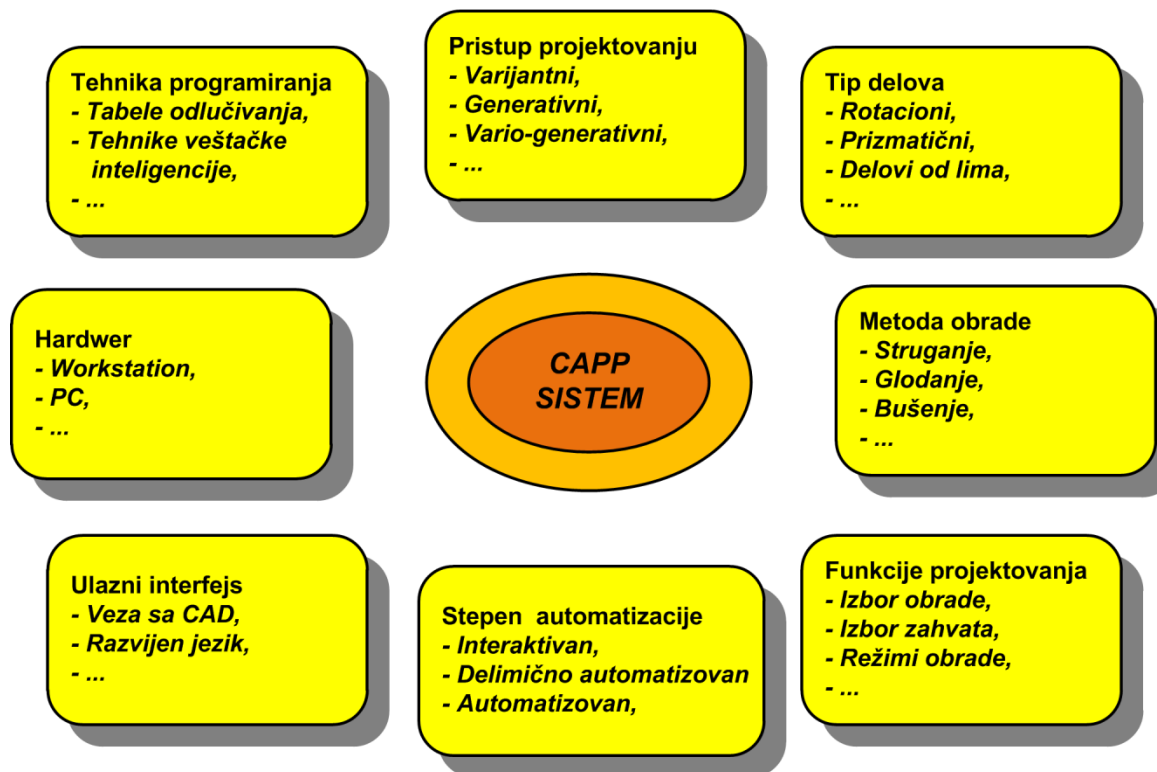 Tehnika programiranja
- Tabele odlučivanja,
- Tehnike veštačke
inteligencije,
- ...
Pristup projektovanju
- Varijantni,
- Generativni,
- Vario-generativni,
- ...
Tip delova
- Rotacioni,
- Prizmatični,
- Delovi od lima,
- ...
Hardwer
- Workstation,
- PC,
- ...
CAPP
SISTEM
Metoda obrade
- Struganje,
- Glodanje,
- Bušenje,
- ...
Ulazni interfejs
- Veza sa CAD,
- Razvijen jezik,
- ...
Stepen automatizacije
- Interaktivan,
- Delimično automatizovan
- Automatizovan,
Funkcije projektovanja
- Izbor obrade,
- Izbor zahvata,
- Režimi obrade,
- ...